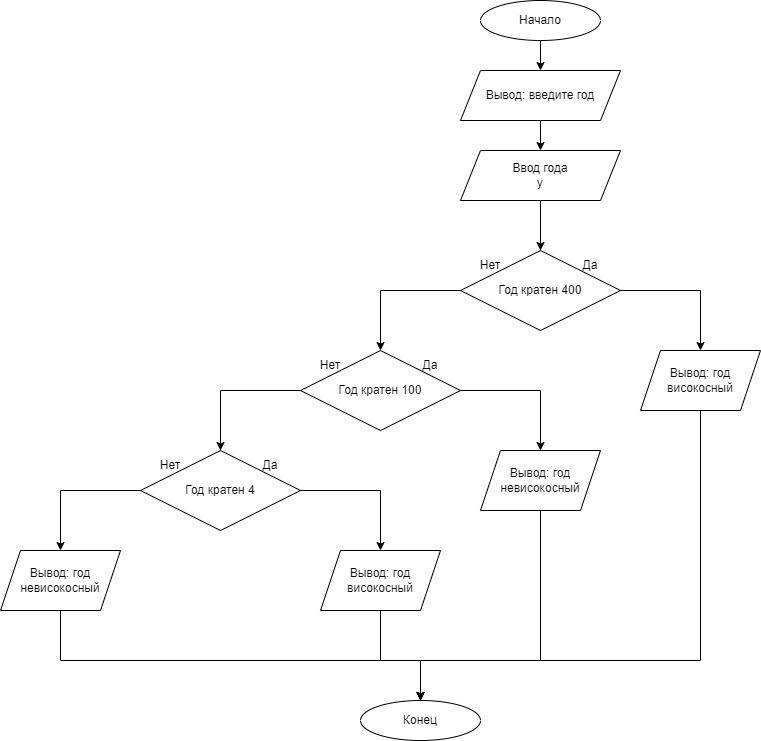 Начало
Вывод: введите год
Ввод года
y
Нет
Да
Год кратен 400
Нет
Да
Год кратен 100
Вывод: год
високосный
Нет
Да
Год кратен 4
Вывод: год
невисокосный
Вывод: год
невисокосный
Вывод: год
високосный
Конец